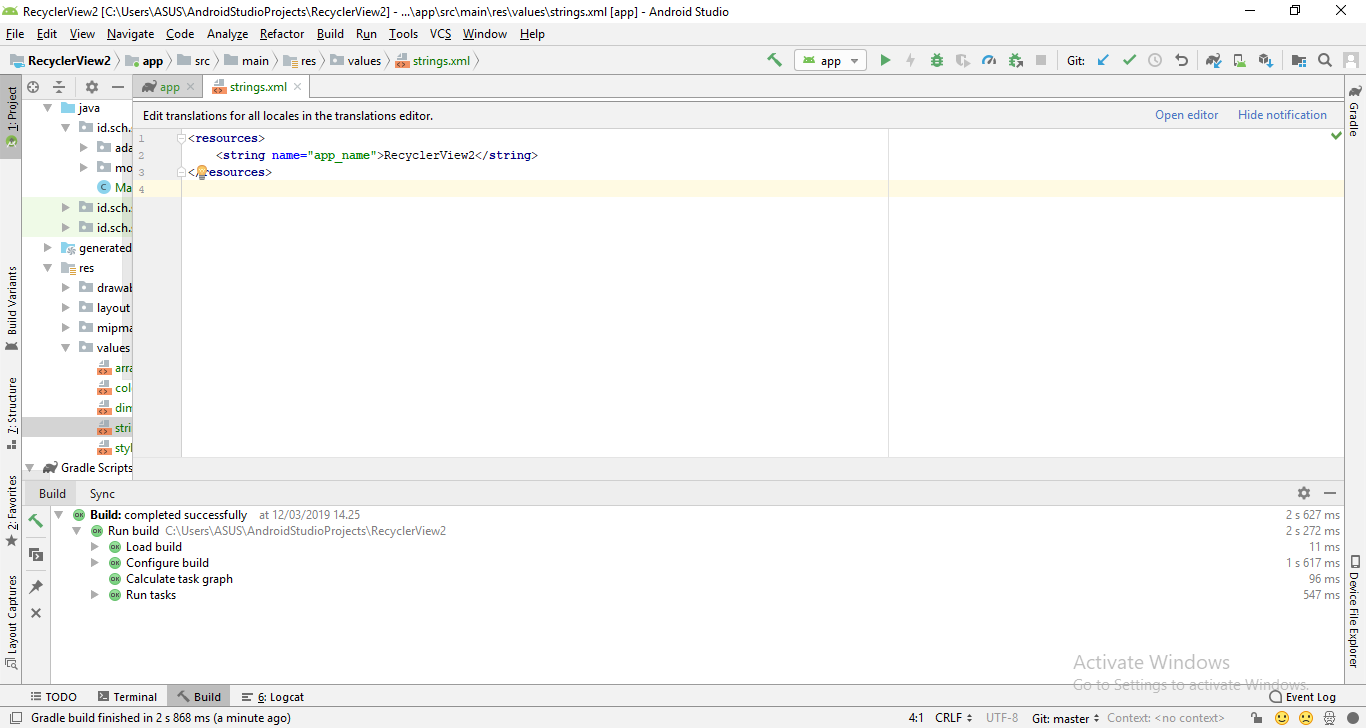 RecyclerView2 [C:\Users\ASUS\AndroidStudioProjects\RecyclerView2] - ...\app\src\main\res\values\strings.xml [app] - Android Studio
File Edit View Navigate Code Analyze Refactor Build Run Tools VCS Window Help
RecyclerView2 app src main res values strings.xml app Git:
1: Project
Build Variants
7: Structure
2: Favorites
Layout Captures
java
id.sch.
ada
mo
Ma
id.sch.
id.sch.
generated
res
drawa
layout
mipma
values
arra
col
dim
stri
styl
Gradle Scripts
app strings.xml
Edit translations for all locales in the translations editor. Open editor Hide notification
1 <resources>
2 <string name="app_name">RecyclerView2</string>
3 </resources>
4
Gradle
Device File Explorer
Build Sync
Build: completed successfully at 12/03/2019 14.25 2 s 627 ms
Run build C:\Users\ASUS\AndroidStudioProjects\RecyclerView2 2 s 272 ms
Load build 11 ms
Configure build 1 s 617 ms
Calculate task graph 96 ms
Run tasks 547 ms
Activate Windows
Go to Settings to activate Windows.
TODO Terminal Build 6: Logcat Event Log
Gradle build finished in 2 s 868 ms (a minute ago) 4:1 CRLF UTF-8 Git: master Context: <no context>